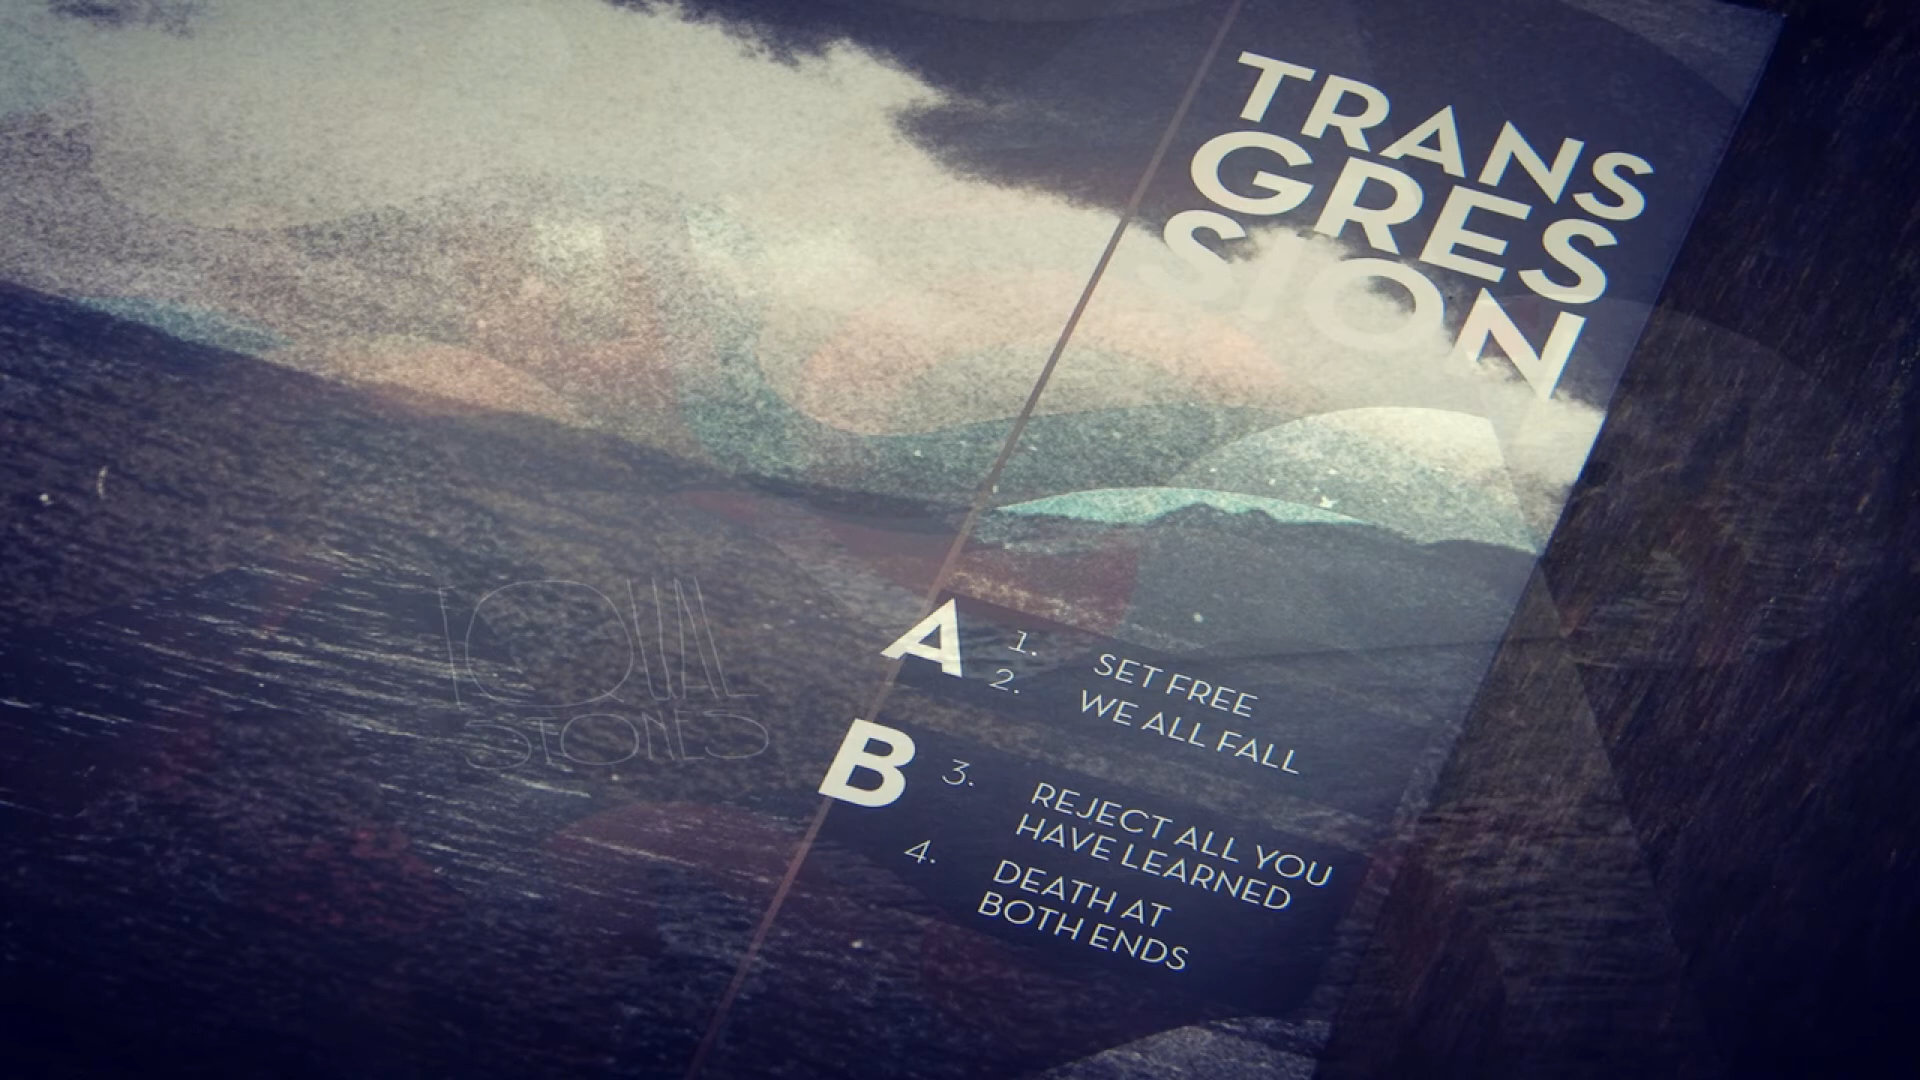 TRANS
GRES
SION
A
1. SET FREE
2. WE ALL FALL
B
3. REJECT ALL YOU
HAVE LEARNED
4. DEATH AT
BOTH ENDS
STONES